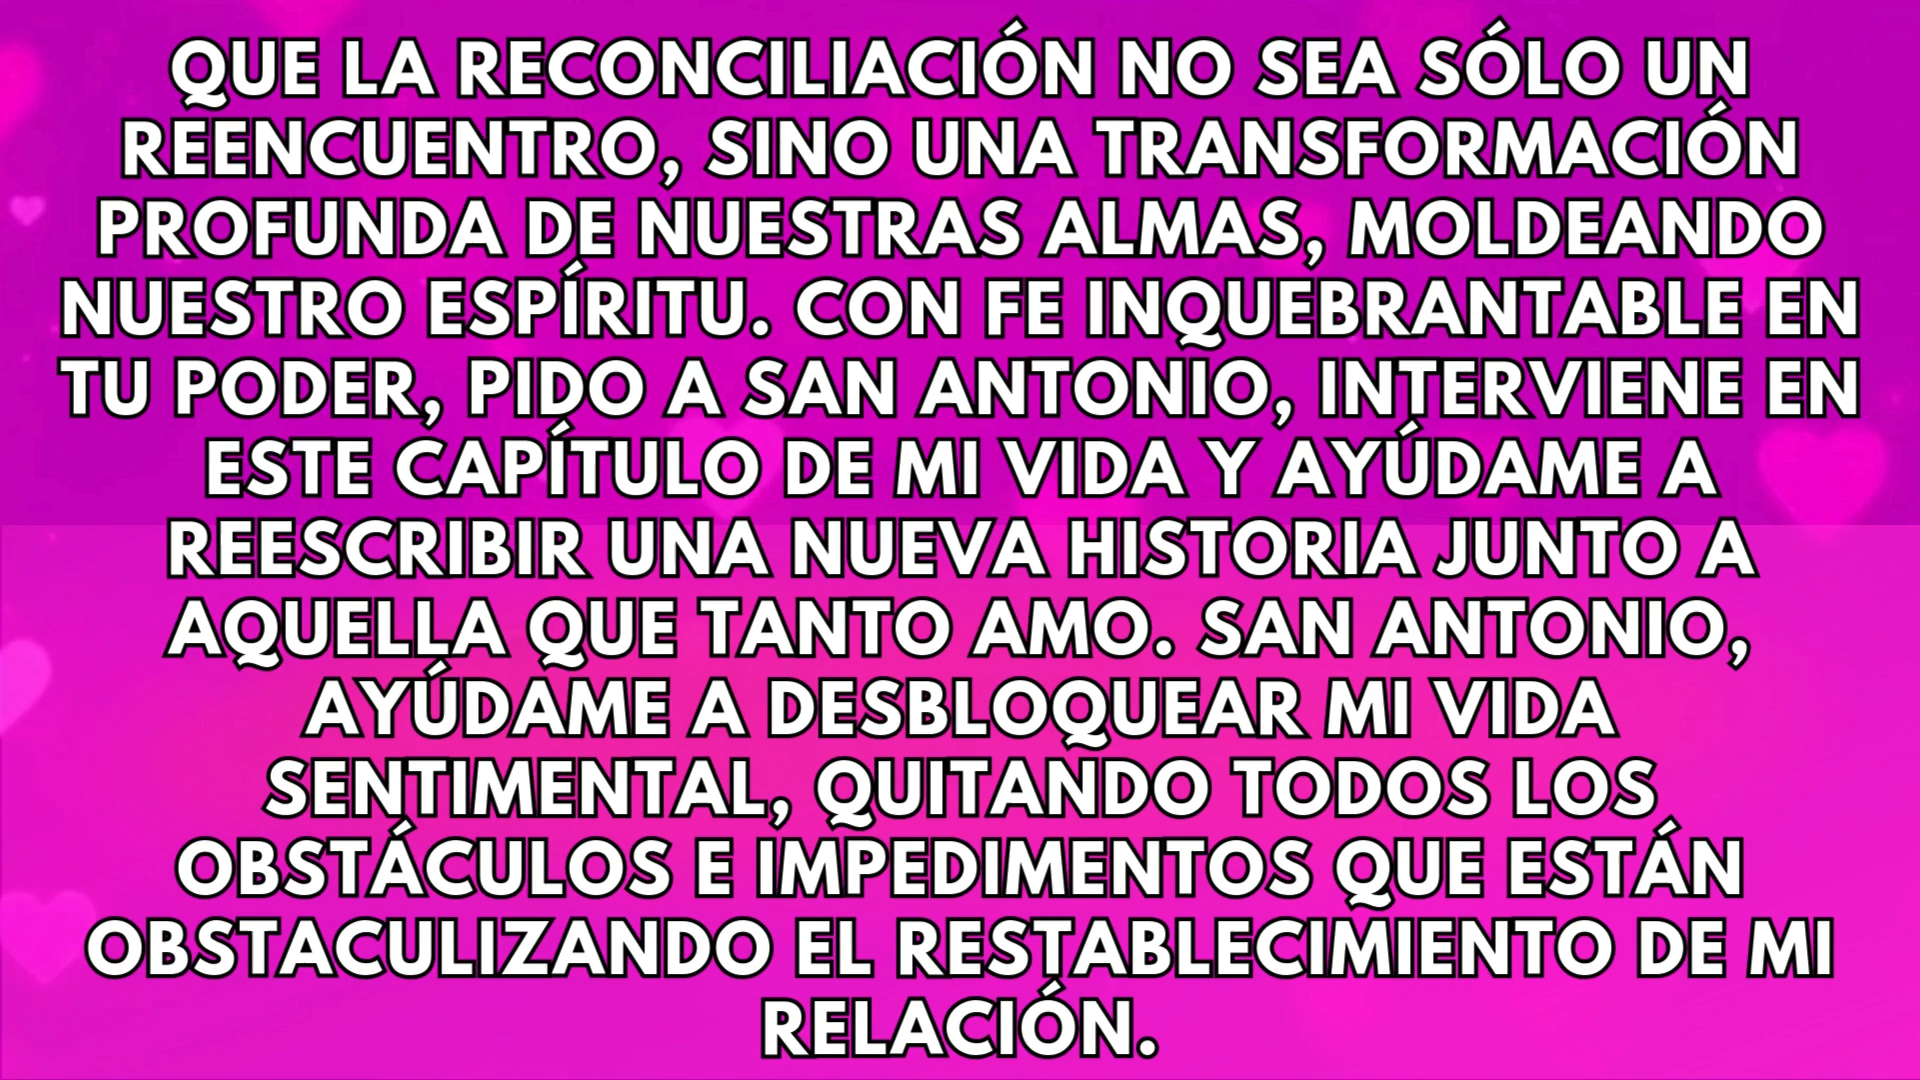 QUE LA RECONCILIACIÓN NO SEA SÓLO UN
REENCUENTRO, SINO UNA TRANSFORMACIÓN
PROFUNDA DE NUESTRAS ALMAS, MOLDEANDO
NUESTRO ESPÍRITU. CON FE INQUEBRANTABLE EN
TU PODER, PIDO A SAN ANTONIO, INTERVIENE EN
ESTE CAPÍTULO DE MI VIDA Y AYÚDAME A
REESCRIBIR UNA NUEVA HISTORIA JUNTO A
AQUELLA QUE TANTO AMO. SAN ANTONIO,
AYÚDAME A DESBLOQUEAR MI VIDA
SENTIMENTAL, QUITANDO TODOS LOS
OBSTÁCULOS E IMPEDIMENTOS QUE ESTÁN
OBSTACULIZANDO EL RESTABLECIMIENTO DE MI
RELACIÓN.